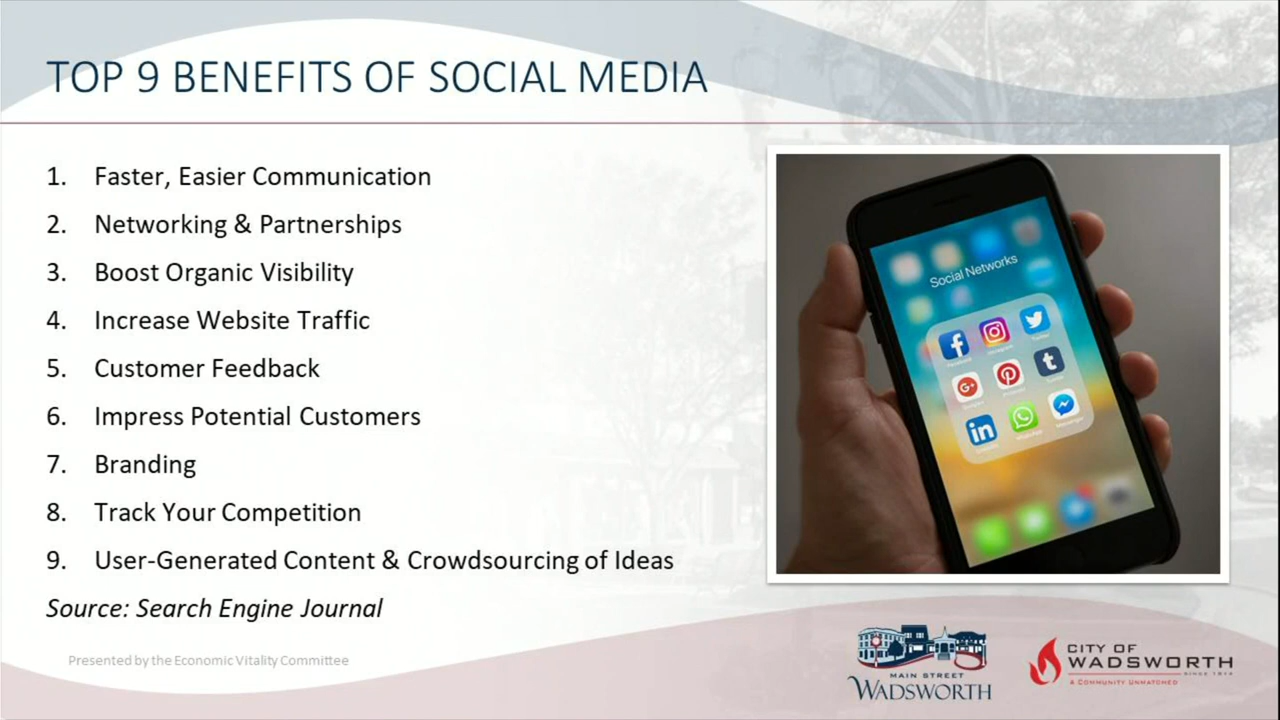 TOP 9 BENEFITS OF SOCIAL MEDIA
1. Faster, Easier Communication
2. Networking & Partnerships
3. Boost Organic Visibility
4. Increase Website Traffic
5. Customer Feedback
6. Impress Potential Customers
7. Branding
8. Track Your Competition
9. User-Generated Content & Crowdsourcing of Ideas
Source: Search Engine Journal
Presented by the Economic Vitality Committee
Social Networks
MAIN STREET
WADSWORTH
CITY OF
WADSWORTH
A COMMUNITY UNMATCHED